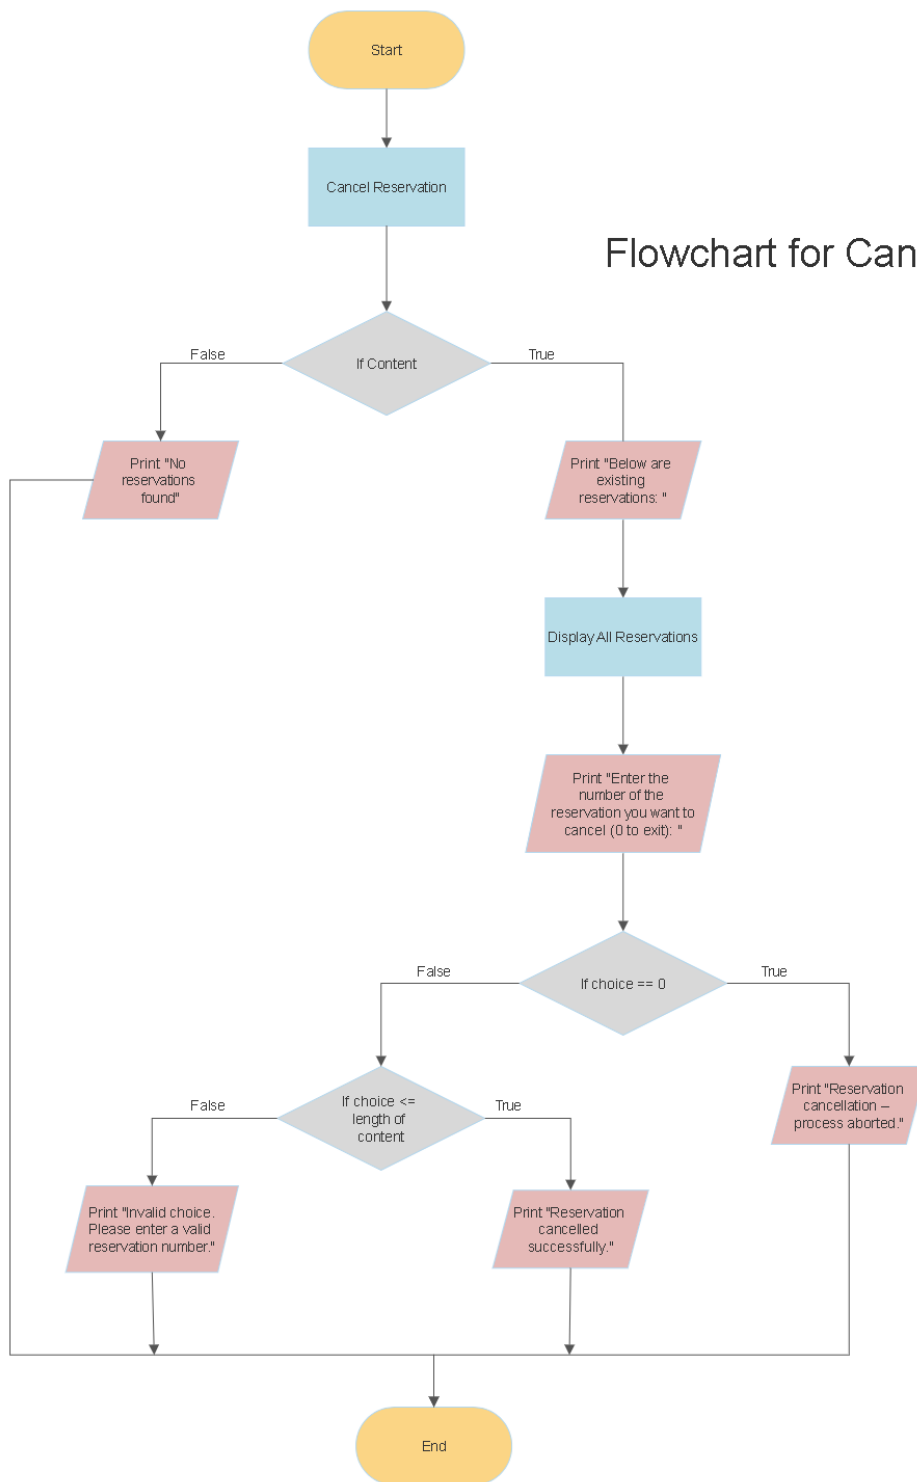 Start
Cancel Reservation
Flowchart for Can
If Content
False
True
Print "No
reservations
found"
Print "Below are
existing
reservations: "
Display All Reservations
Print "Enter the
number of the
reservation you want to
cancel (0 to exit): "
If choice == 0
False
True
If choice <=
length of
content
False
True
Print "Reservation
cancellation –
process aborted."
Print "Invalid choice.
Please enter a valid
reservation number."
Print "Reservation
cancelled
successfully."
End